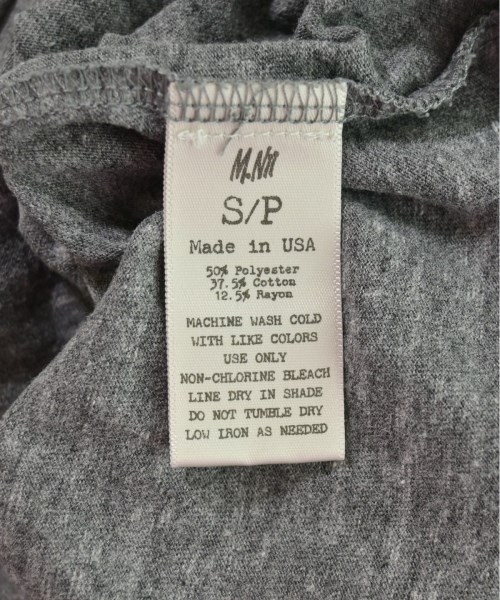 S/P
Made in USA
50% Polyester
37.5% Cotton
12.5% Rayon
MACHINE WASH COLD
WITH LIKE COLORS
USE ONLY
NON-CHLORINE BLEACH
LINE DRY IN SHADE
DO NOT TUMBLE DRY
LOW IRON AS NEEDED